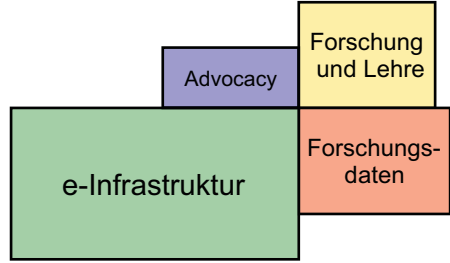 Forschung
und Lehre
Advocacy
e-Infrastruktur
Forschungs-
daten